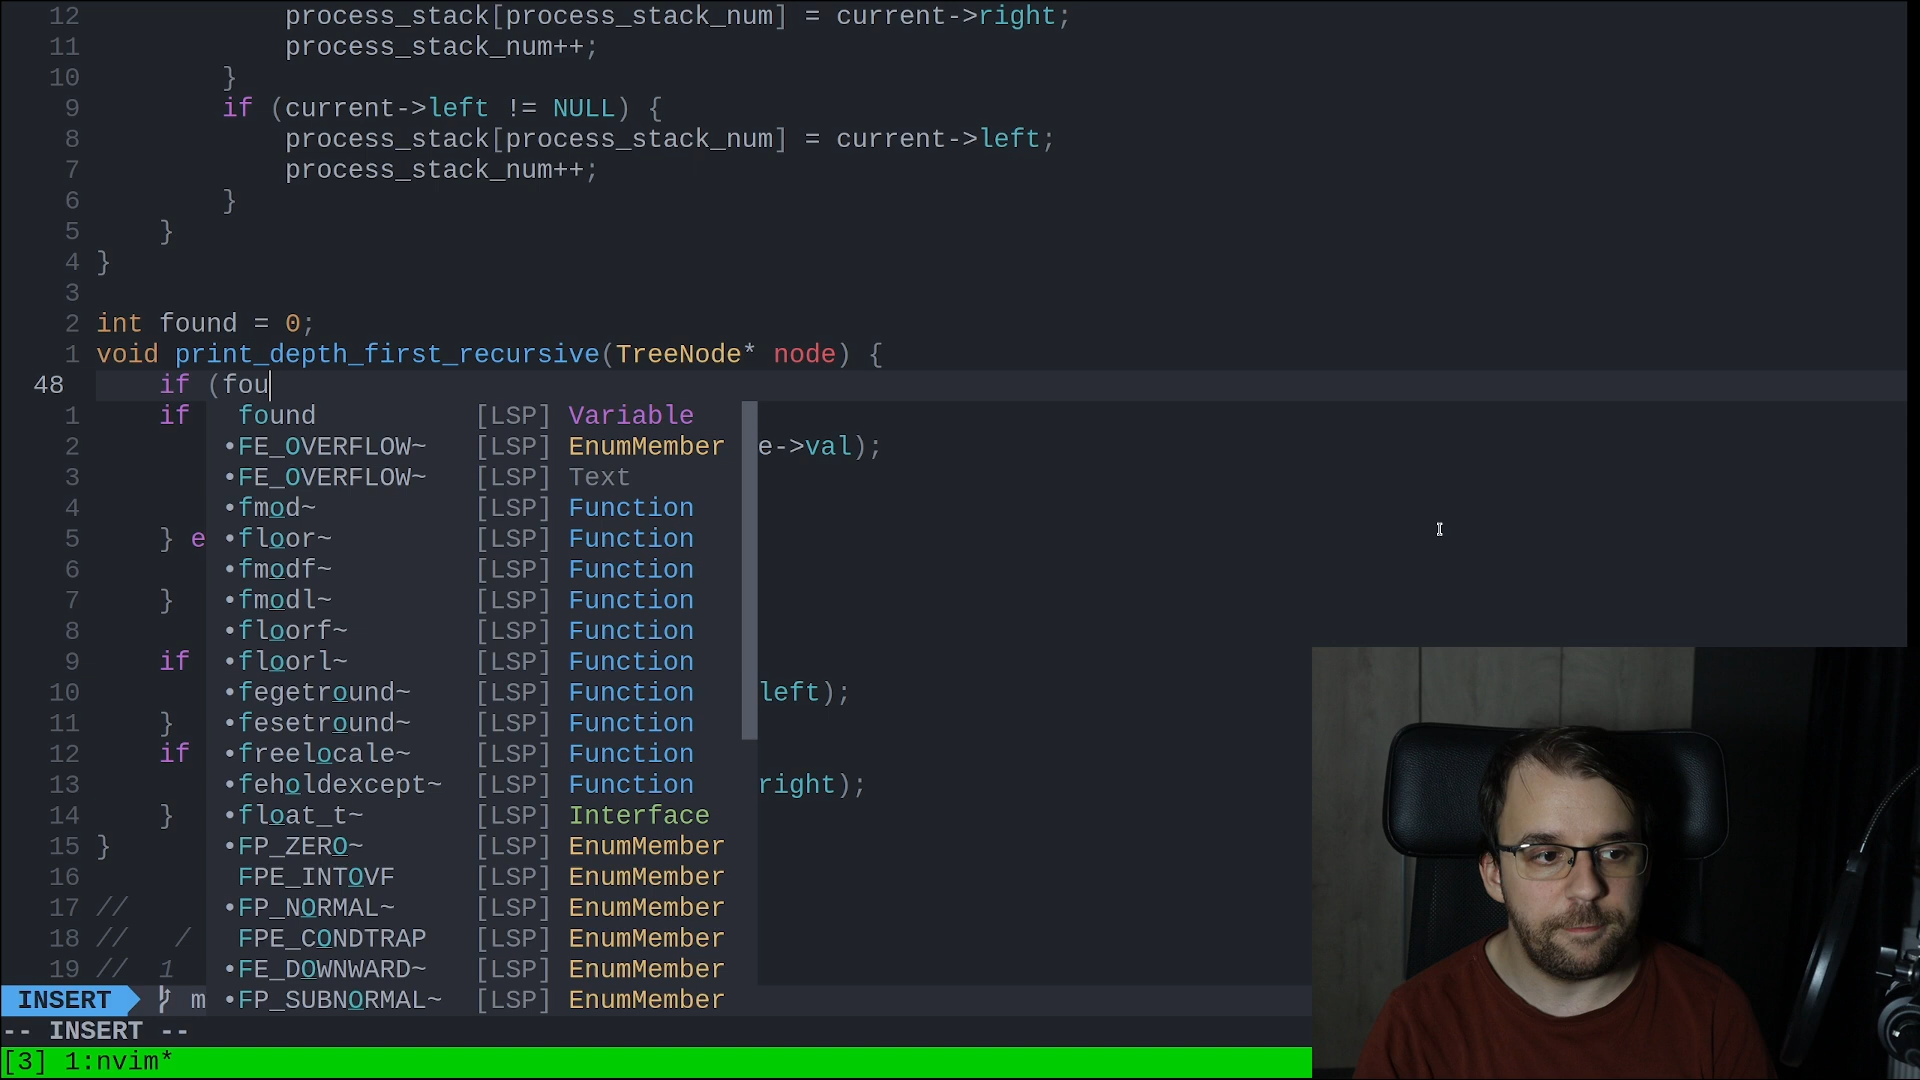 12 process_stack[process_stack_num] = current->right;
11 process_stack_num++;
10 }
9 if (current->left != NULL) {
8 process_stack[process_stack_num] = current->left;
7 process_stack_num++;
6 }
5 }
4 }
3
2 int found = 0;
1 void print_depth_first_recursive(TreeNode* node) {
48 if (fou
1 if found [LSP] Variable
2 •FE_OVERFLOW~ [LSP] EnumMember e->val);
3 •FE_OVERFLOW~ [LSP] Text
4 •fmod~ [LSP] Function
5 } e •floor~ [LSP] Function
6 •fmodf~ [LSP] Function
7 } •fmodl~ [LSP] Function
8 •floorf~ [LSP] Function
9 if •floorl~ [LSP] Function
10 •fegetround~ [LSP] Function left);
11 } •fesetround~ [LSP] Function
12 if •freelocale~ [LSP] Function
13 •feholdexcept~ [LSP] Function right);
14 } •float_t~ [LSP] Interface
15 } •FP_ZERO~ [LSP] EnumMember
16 FPE_INTOVF [LSP] EnumMember
17 // •FP_NORMAL~ [LSP] EnumMember
18 // / FPE_CONDTRAP [LSP] EnumMember
19 // 1 •FE_DOWNWARD~ [LSP] EnumMember
INSERT m •FP_SUBNORMAL~ [LSP] EnumMember
-- INSERT --
[3] 1:nvim*